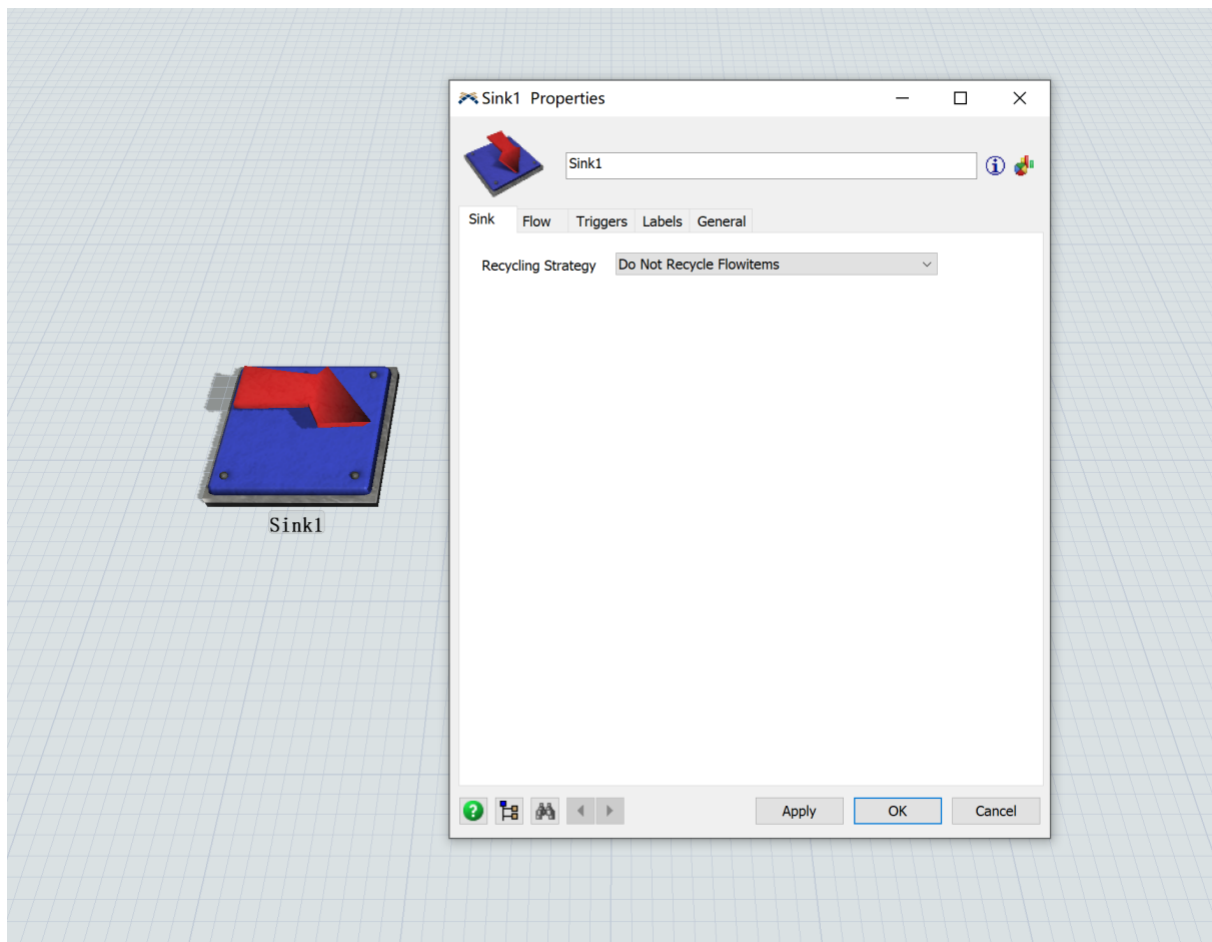 Sink1 Properties
Sink1
Sink Flow Triggers Labels General
Recycling Strategy Do Not Recycle Flowitems
Sink1
Apply OK Cancel